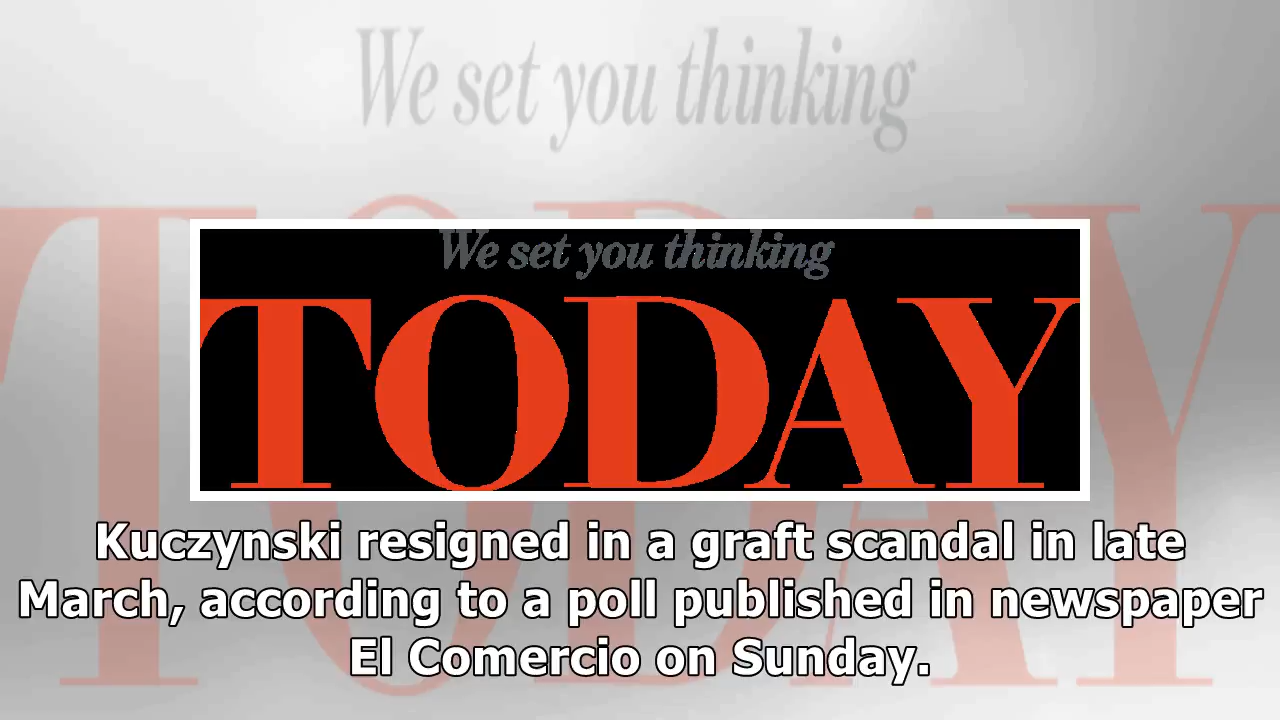 We set you thinking
TODAY
We set you thinking
TODAY
Kuczynski resigned in a graft scandal in late
March, according to a poll published in newspaper
El Comercio on Sunday.